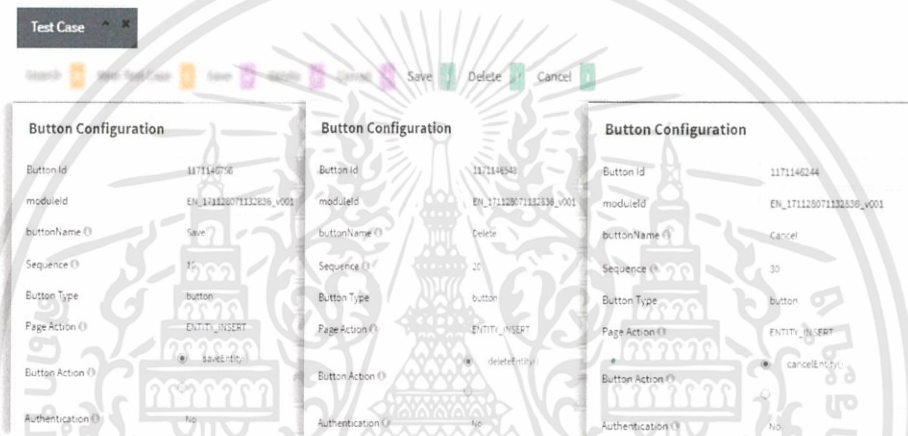 Test Case
Save Delete Cancel
Button Configuration
Button Id 1171146756
moduleId EN_171128071132836_v001
buttonName Save
Sequence 10
Button Type button
Page Action ENTITY_INSERT
Button Action saveEntity()
Authentication No
Button Configuration
Button Id
moduleId EN_171128071132836_v001
buttonName Delete
Sequence 20
Button Type button
Page Action ENTITY_INSERT
Button Action deleteEntity()
Authentication No
Button Configuration
Button Id 1171146244
moduleId EN_171128071132836_v001
buttonName Cancel
Sequence 30
Button Type button
Page Action ENTITY_INSERT
Button Action cancelEntity()
Authentication No